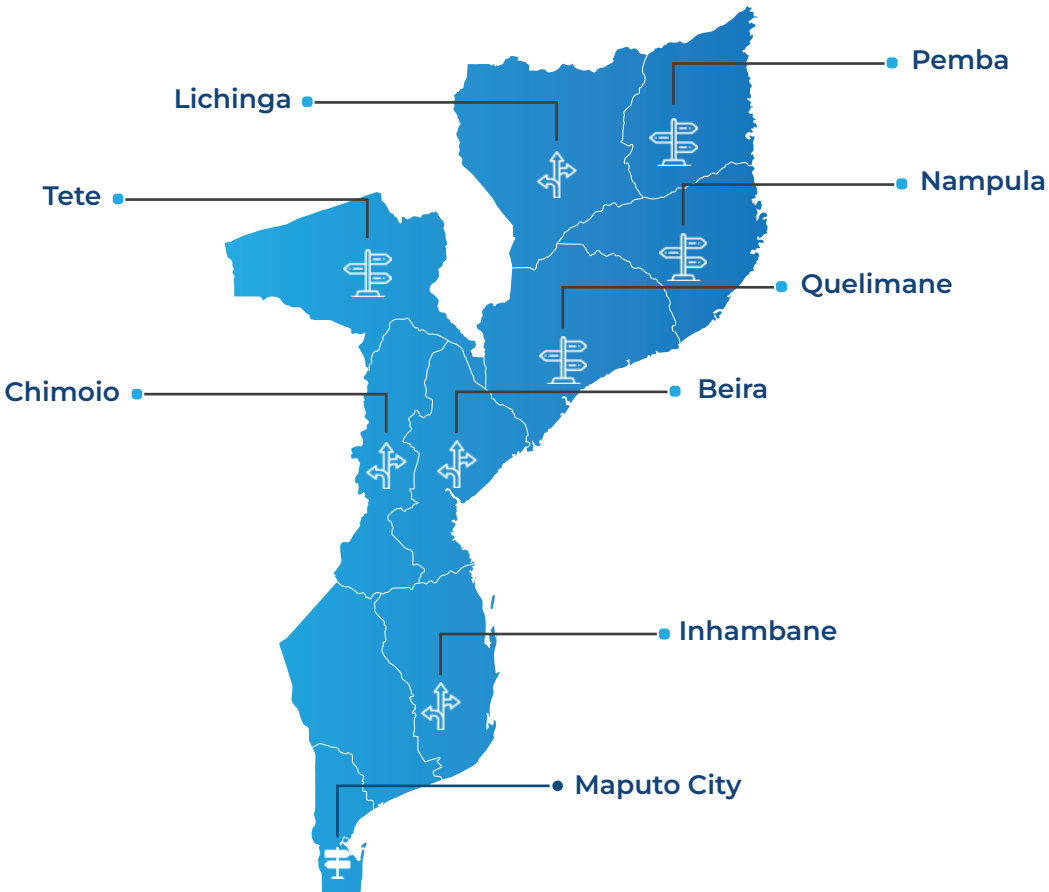 Pemba
Lichinga
Nampula
Tete
Quelimane
Chimoio
Beira
Inhambane
Maputo City